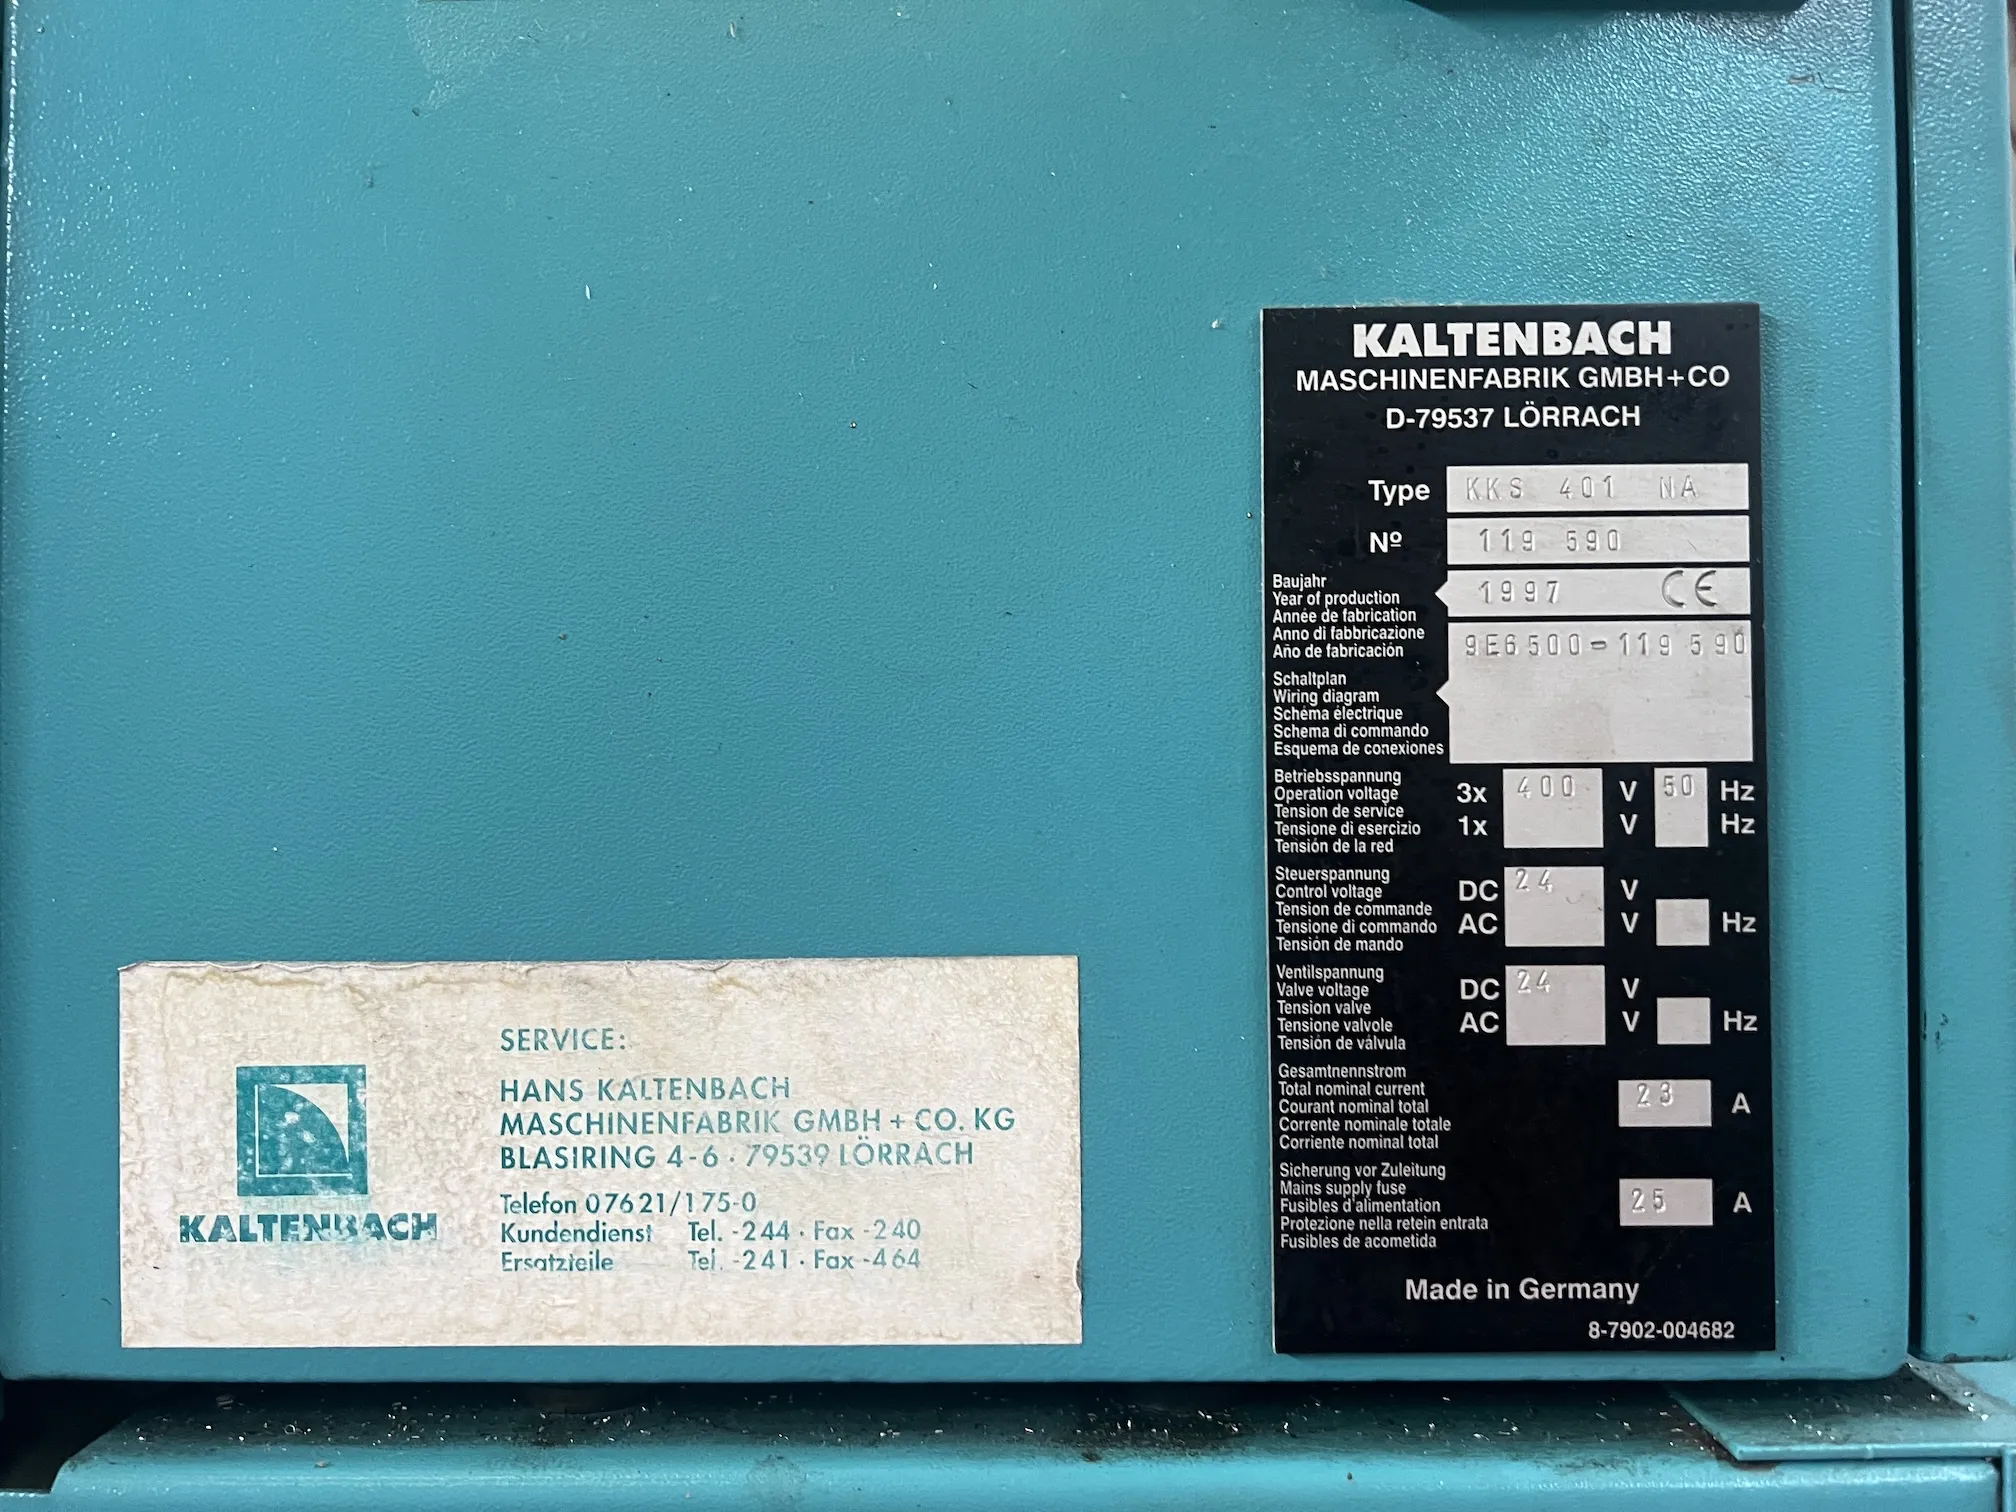 KALTENBACH
MASCHINENFABRIK GMBH+CO
D-79537 LÖRRACH
Type KKS 401 NA
Nº 119 590
Baujahr
Year of production
Année de fabrication
Anno di fabbricazione
Año de fabricación
1997 CE
Schaltplan
Wiring diagram
Schéma électrique
Schema di commando
Esquema de conexiones
9E6500-119 590
Betriebsspannung
Operation voltage
Tension de service
Tensione di esercizio
Tensión de la red
3x 400 V 50 Hz
1x V Hz
Steuerspannung
Control voltage
Tension de commande
Tensione di commando
Tensión de mando
DC 24 V
AC V Hz
Ventilspannung
Valve voltage
Tension valve
Tensione valvole
Tensión de válvula
DC 24 V
AC V Hz
Gesamtnennstrom
Total nominal current
Courant nominal total
Corrente nominale totale
Corriente nominal total
23 A
Sicherung vor Zuleitung
Mains supply fuse
Fusibles d'alimentation
Protezione nella retein entrata
Fusibles de acometida
25 A
Made in Germany
8-7902-004682
KALTENBACH
SERVICE:
HANS KALTENBACH
MASCHINENFABRIK GMBH + CO. KG
BLASIRING 4-6 · 79539 LÖRRACH
Telefon 07621/175-0
Kundendienst Tel. -244 · Fax -240
Ersatzteile Tel. -241 · Fax -464